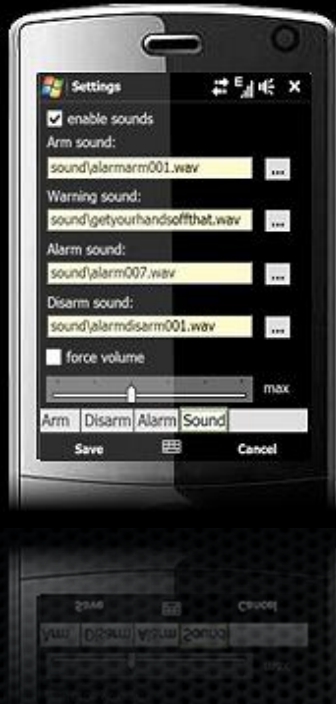 Settings
E
enable sounds
Arm sound:
sound\alarmarm001.wav
...
Warning sound:
sound\getyourhandsoffthat.wav
...
Alarm sound:
sound\alarm007.wav
...
Disarm sound:
sound\alarmdisarm001.wav
...
force volume
max
Arm Disarm Alarm Sound
Save Cancel